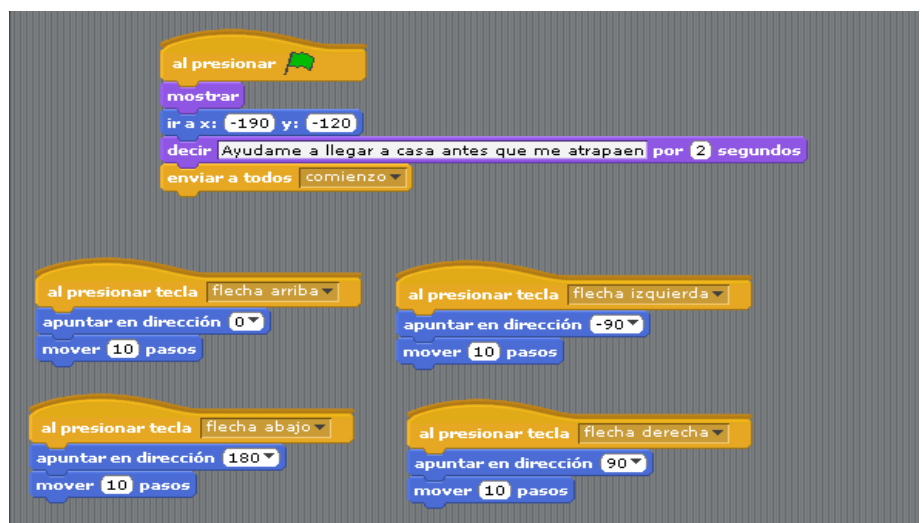 al presionar
mostrar
ir a x: -190 y: -120
decir Ayudame a llegar a casa antes que me atrapaen por 2 segundos
enviar a todos comienzo
al presionar tecla flecha arriba
apuntar en dirección 0
mover 10 pasos
al presionar tecla flecha izquierda
apuntar en dirección -90
mover 10 pasos
al presionar tecla flecha abajo
apuntar en dirección 180
mover 10 pasos
al presionar tecla flecha derecha
apuntar en dirección 90
mover 10 pasos